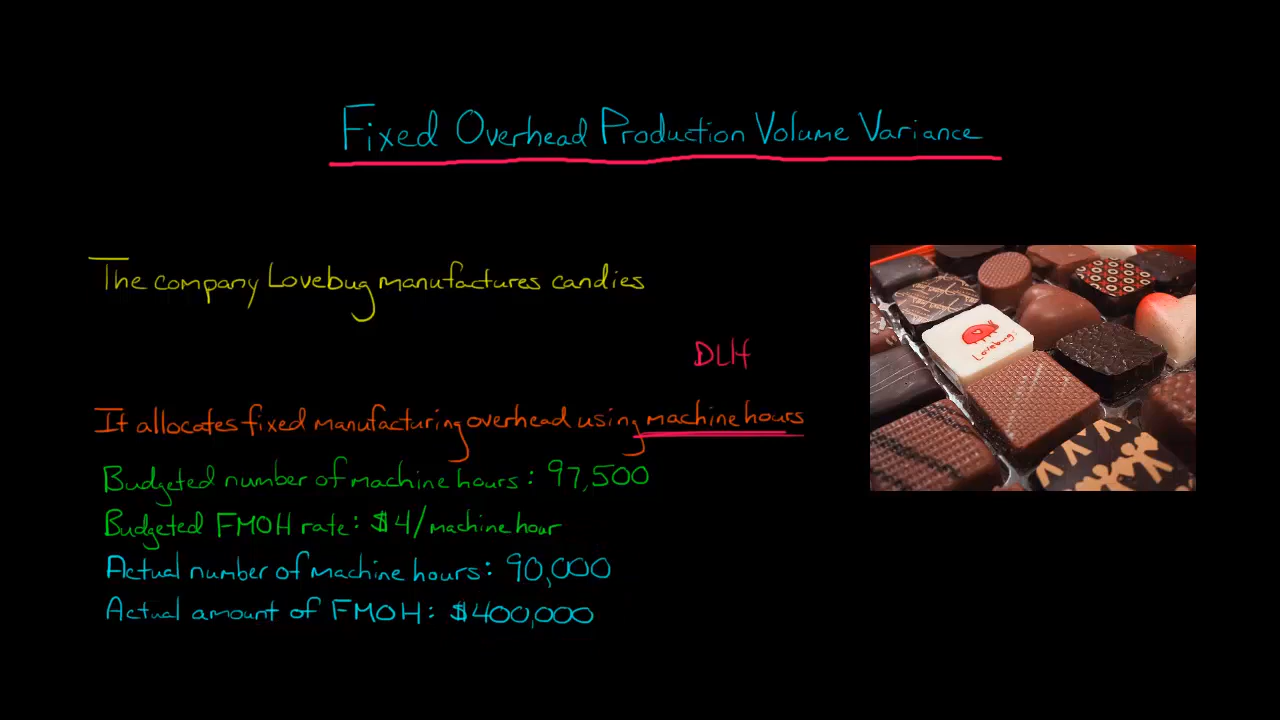 Fixed Overhead Production Volume Variance
The company Lovebug manufactures candies
Lovebug
DLH
It allocates fixed manufacturing overhead using machine hours
Budgeted number of machine hours: 97,500
Budgeted FMOH rate: $4/machine hour
Actual number of machine hours: 90,000
Actual amount of FMOH: $400,000